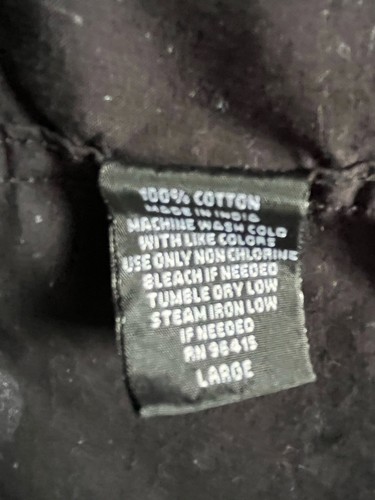 100% COTTON
MADE IN INDIA
MACHINE WASH COLD
WITH LIKE COLORS
USE ONLY NON CHLORINE
BLEACH IF NEEDED
TUMBLE DRY LOW
STEAM IRON LOW
IF NEEDED
RN 96415
LARGE